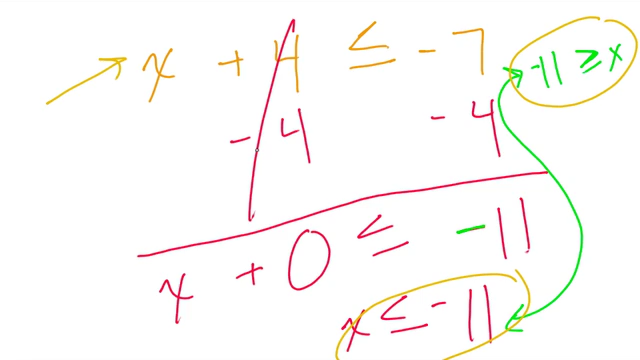 x + 4 ≤ -7
-11 ≥ x
- 4 - 4
x + 0 ≤ -11
x ≤ -11